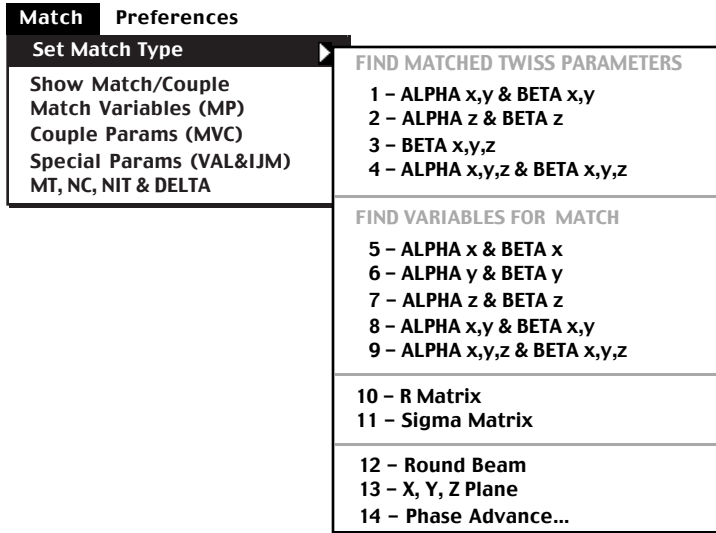 Match Preferences
Set Match Type
Show Match/Couple
Match Variables (MP)
Couple Params (MVC)
Special Params (VAL&IJM)
MT, NC, NIT & DELTA
FIND MATCHED TWISS PARAMETERS
1 – ALPHA x,y & BETA x,y
2 – ALPHA z & BETA z
3 – BETA x,y,z
4 – ALPHA x,y,z & BETA x,y,z
FIND VARIABLES FOR MATCH
5 – ALPHA x & BETA x
6 – ALPHA y & BETA y
7 – ALPHA z & BETA z
8 – ALPHA x,y & BETA x,y
9 – ALPHA x,y,z & BETA x,y,z
10 – R Matrix
11 – Sigma Matrix
12 – Round Beam
13 – X, Y, Z Plane
14 – Phase Advance...